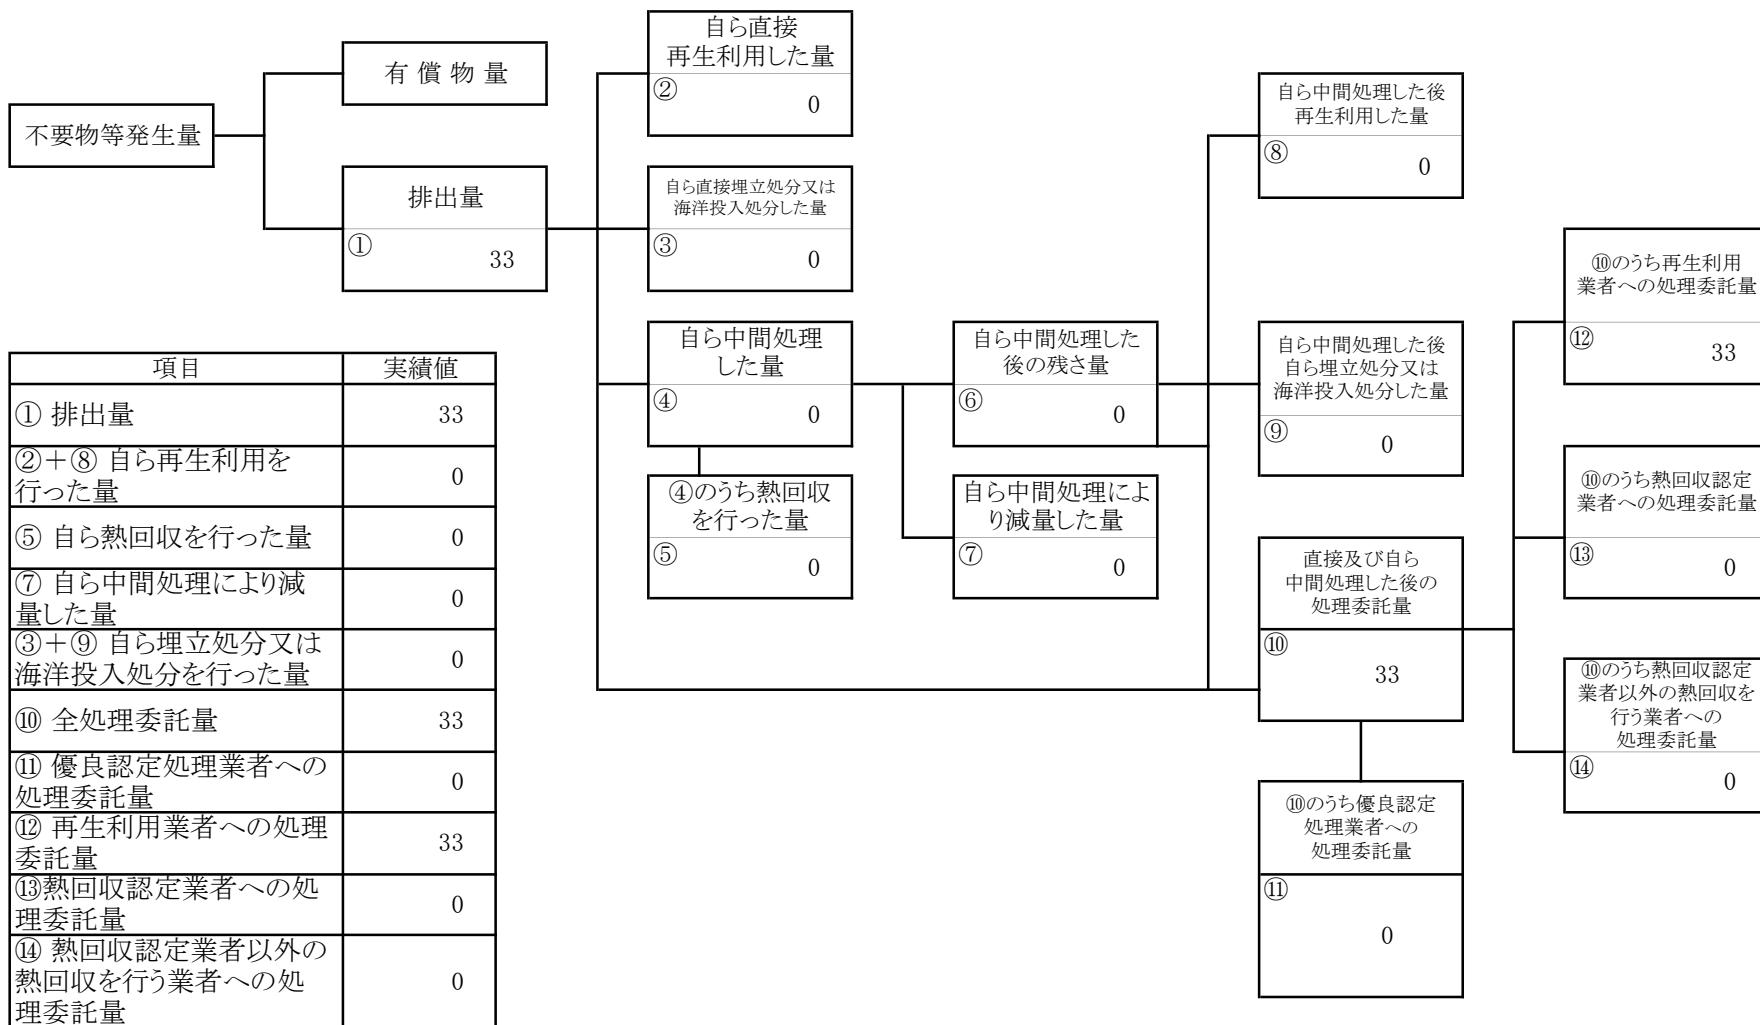 不要物等発生量
有 償 物 量
排出量
①
33
自ら直接
再生利用した量
②
0
自ら直接埋立処分又は
海洋投入処分した量
③
0
自ら中間処理
した量
④
0
④のうち熱回収
を行った量
⑤
0
自ら中間処理した
後の残さ量
⑥
0
自ら中間処理によ
り減量した量
⑦
0
自ら中間処理した後
再生利用した量
⑧
0
自ら中間処理した後
自ら埋立処分又は
海洋投入処分した量
⑨
0
直接及び自ら
中間処理した後の
処理委託量
⑩
33
⑩のうち優良認定
処理業者への
処理委託量
⑪
0
⑩のうち再生利用
業者への処理委託量
⑫
33
⑩のうち熱回収認定
業者への処理委託量
⑬
0
⑩のうち熱回収認定
業者以外の熱回収を
行う業者への
処理委託量
⑭
0
項目 実績値
① 排出量 33
②＋⑧ 自ら再生利用を
行った量 0
⑤ 自ら熱回収を行った量 0
⑦ 自ら中間処理により減
量した量 0
③＋⑨ 自ら埋立処分又は
海洋投入処分を行った量 0
⑩ 全処理委託量 33
⑪ 優良認定処理業者への
処理委託量 0
⑫ 再生利用業者への処理
委託量 33
⑬熱回収認定業者への処
理委託量 0
⑭ 熱回収認定業者以外の
熱回収を行う業者への処
理委託量 0